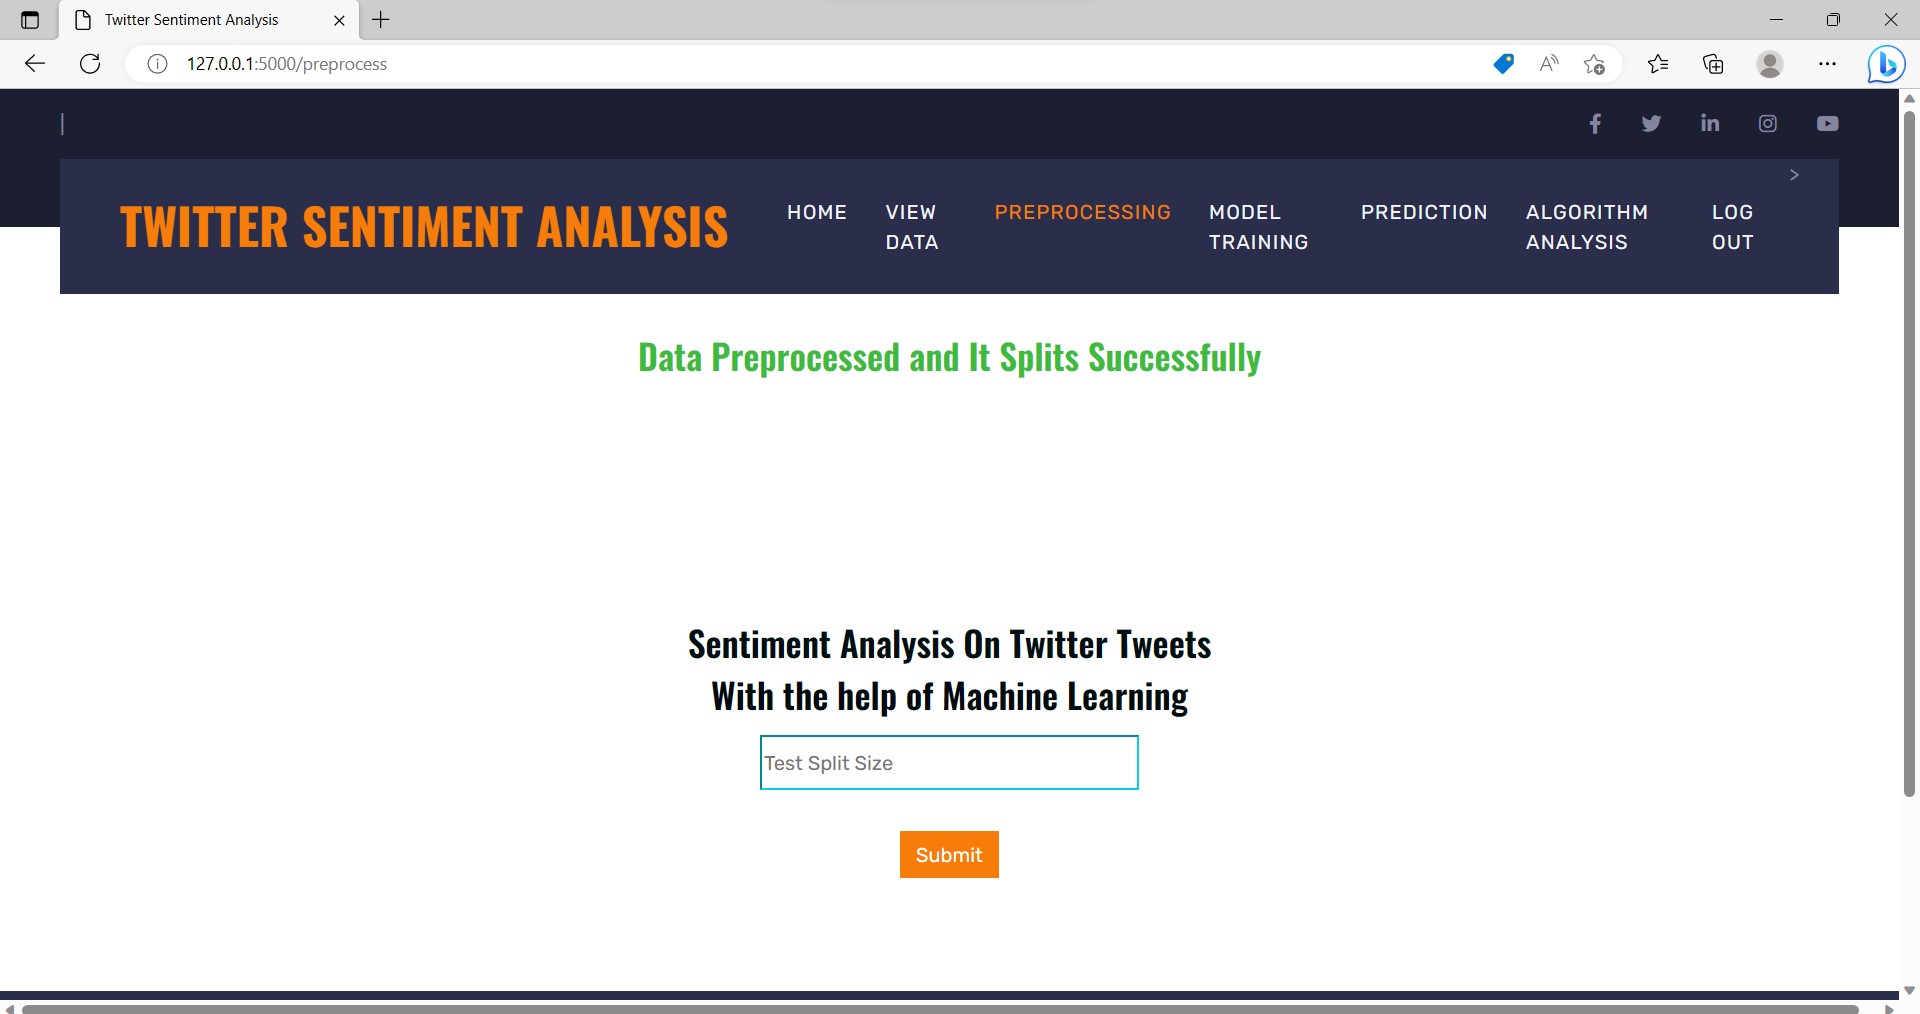 Twitter Sentiment Analysis
127.0.0.1:5000/preprocess
|
>
TWITTER SENTIMENT ANALYSIS
HOME
VIEW
DATA
PREPROCESSING
MODEL
TRAINING
PREDICTION
ALGORITHM
ANALYSIS
LOG
OUT
Data Preprocessed and It Splits Successfully
Sentiment Analysis On Twitter Tweets
With the help of Machine Learning
Test Split Size
Submit